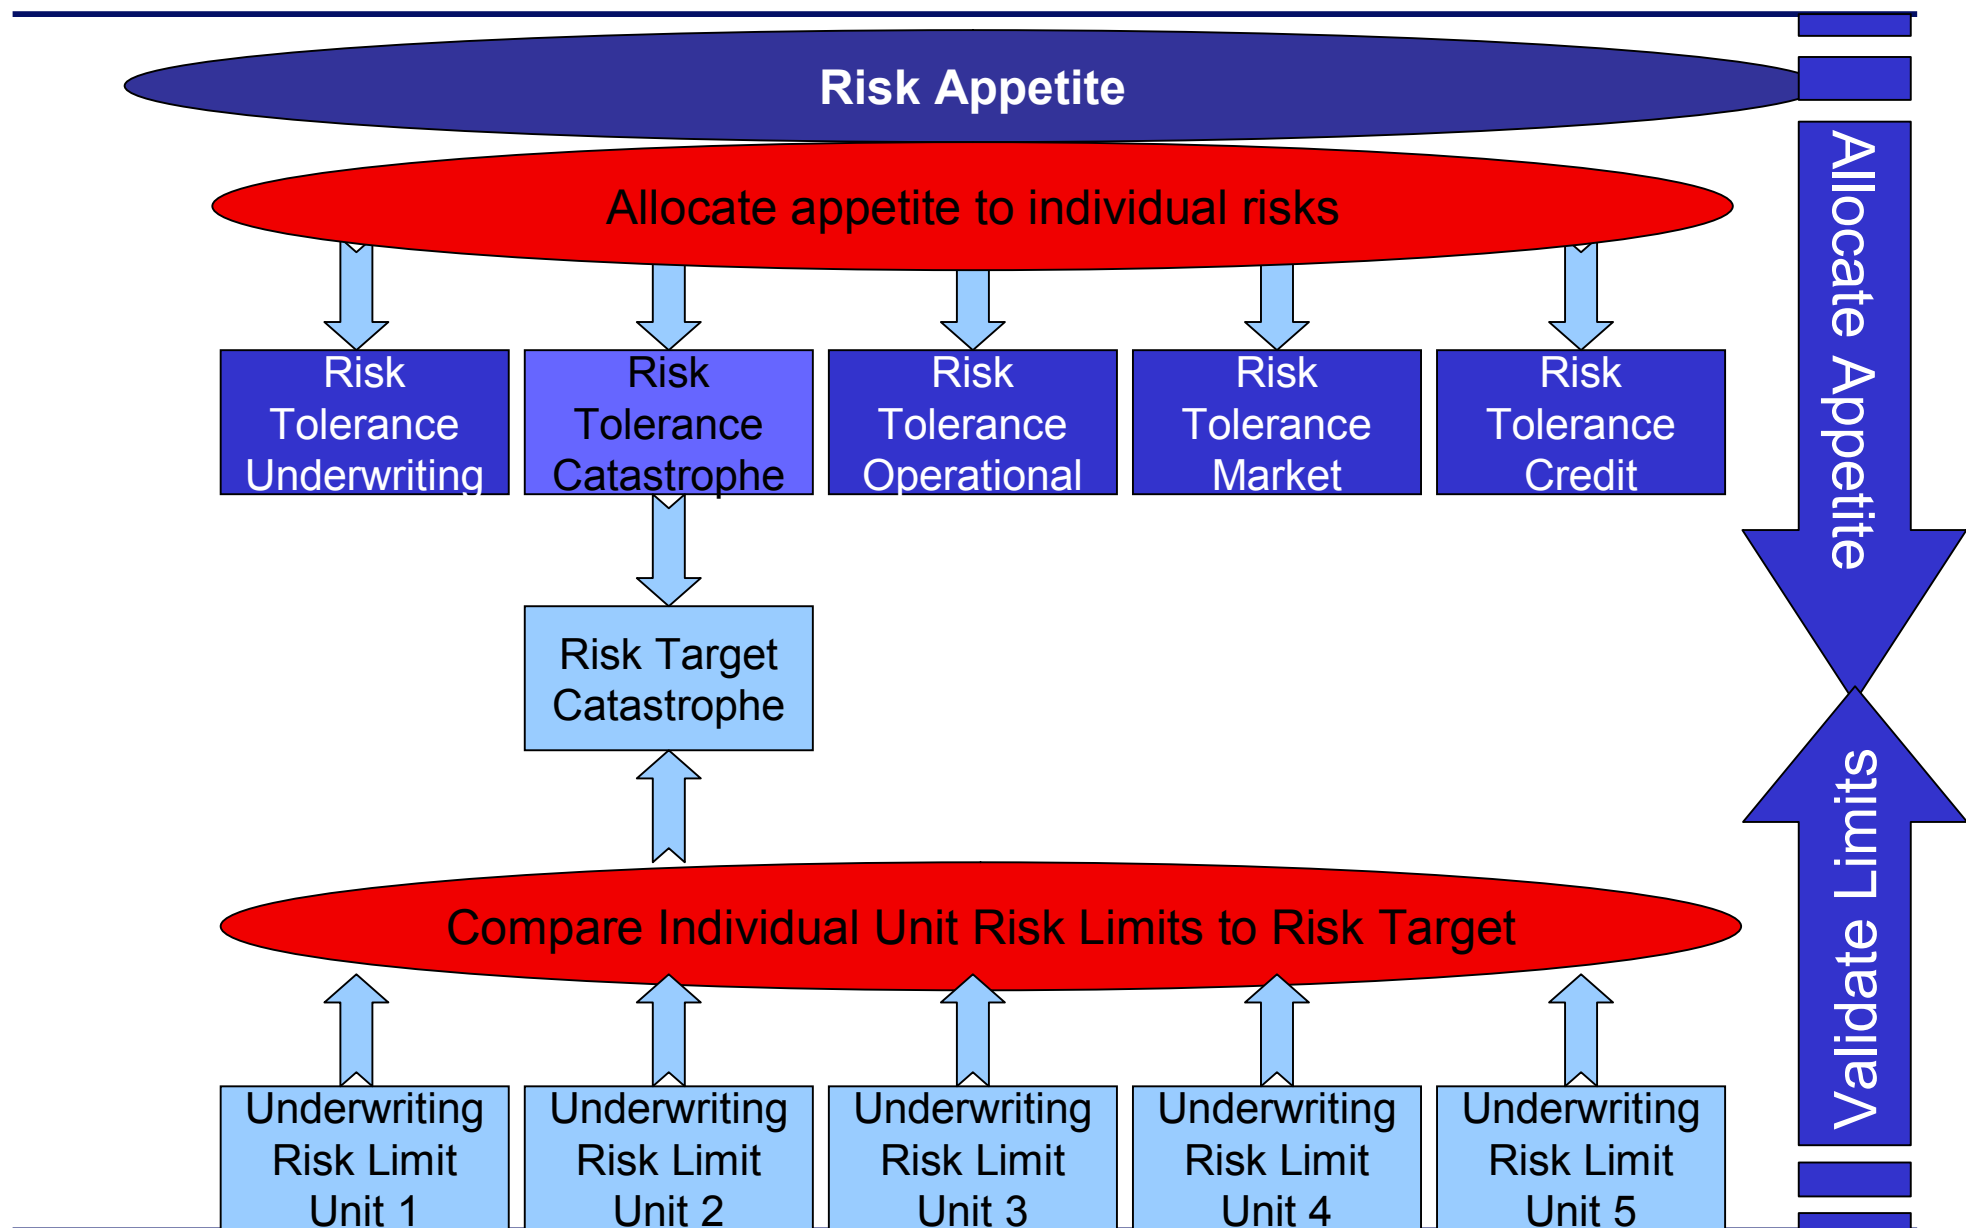 Risk Appetite
Allocate appetite to individual risks
Risk
Tolerance
Underwriting
Risk
Tolerance
Catastrophe
Risk
Tolerance
Operational
Risk
Tolerance
Market
Risk
Tolerance
Credit
Risk Target
Catastrophe
Compare Individual Unit Risk Limits to Risk Target
Underwriting
Risk Limit
Unit 1
Underwriting
Risk Limit
Unit 2
Underwriting
Risk Limit
Unit 3
Underwriting
Risk Limit
Unit 4
Underwriting
Risk Limit
Unit 5
Allocate Appetite
Validate Limits